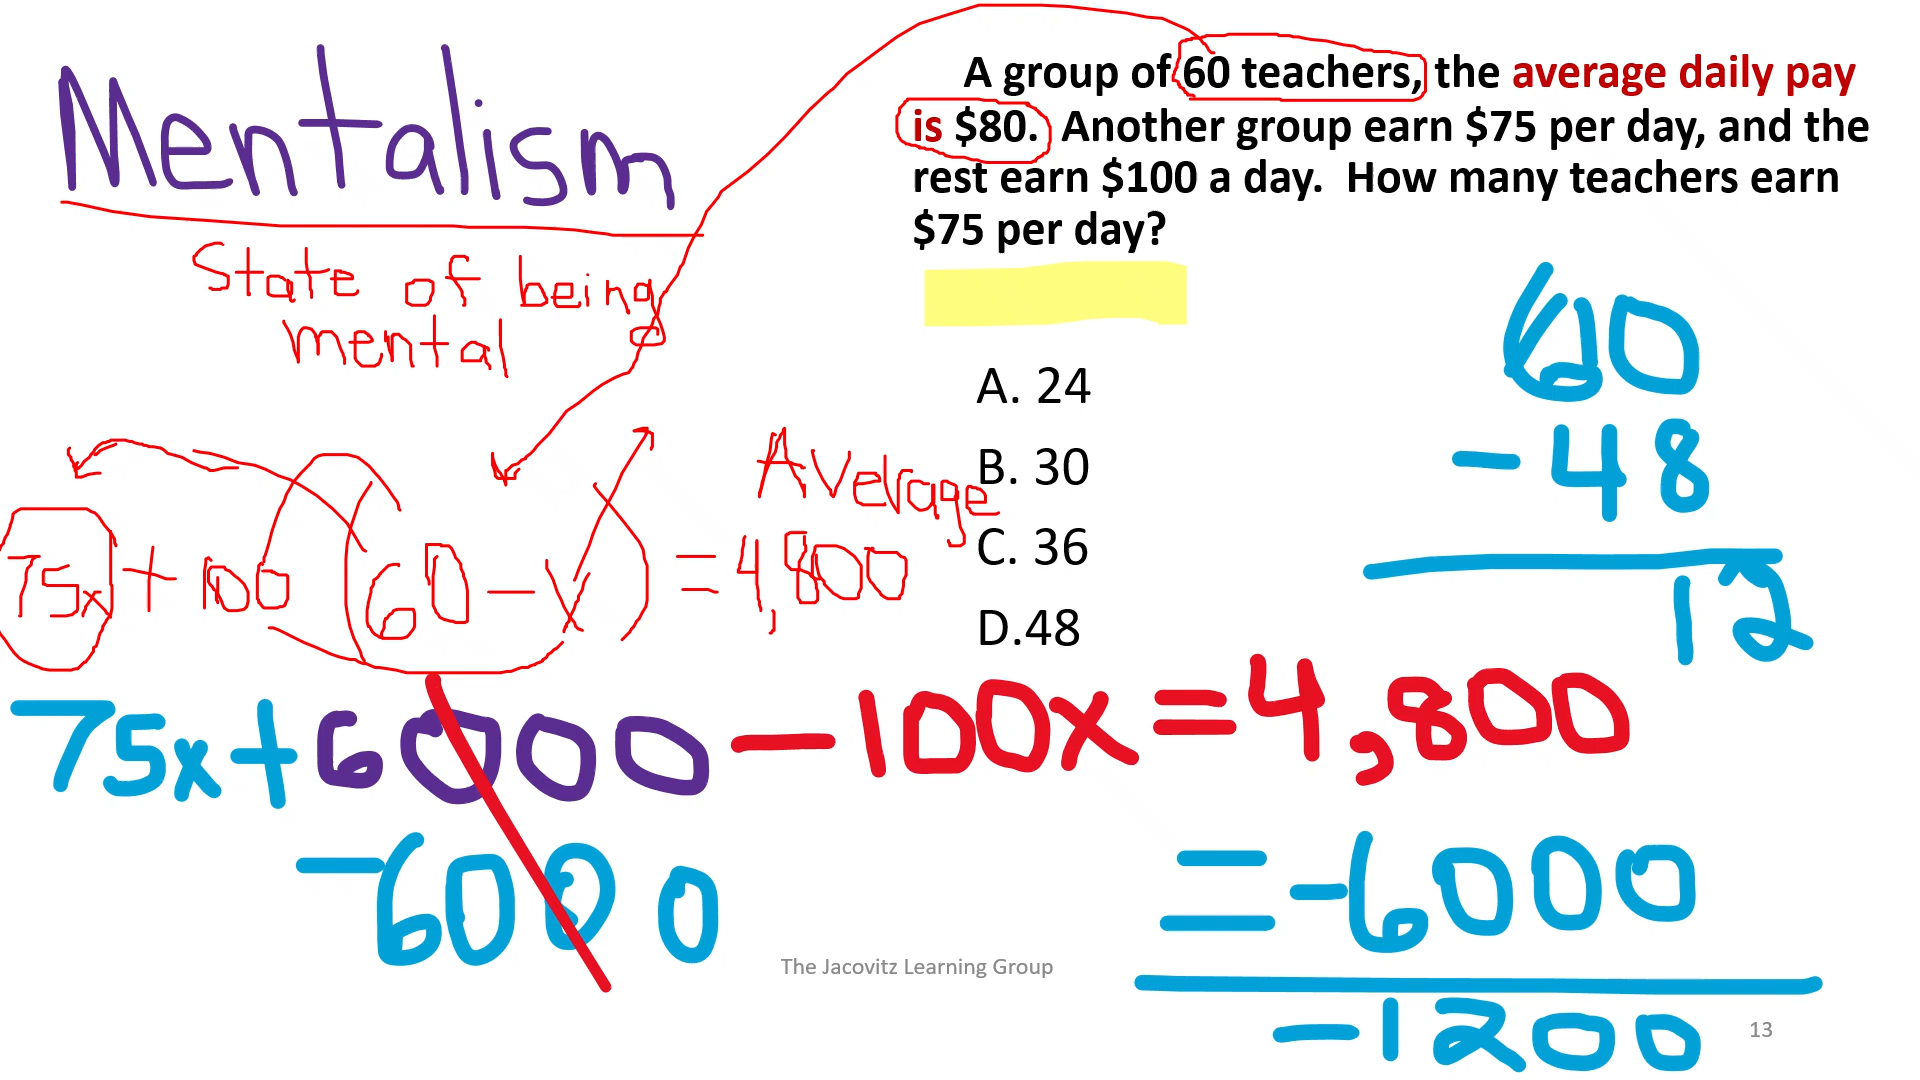 Mentalism
State of being
mental
A group of 60 teachers, the average daily pay
is $80. Another group earn $75 per day, and the
rest earn $100 a day. How many teachers earn
$75 per day?
A. 24
B. 30
C. 36
D.48
60
-48
12
Average
75x + 100 (60 - x) = 4,800
75x + 6000 - 100x = 4,800
-6000 = -6000
-1200
The Jacovitz Learning Group
13